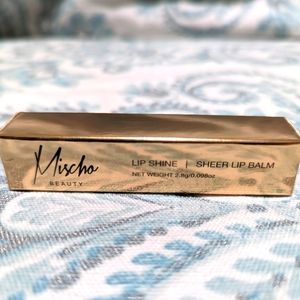 Mischo
BEAUTY
LIP SHINE | SHEER LIP BALM
NET WEIGHT 2.8g/0.098oz